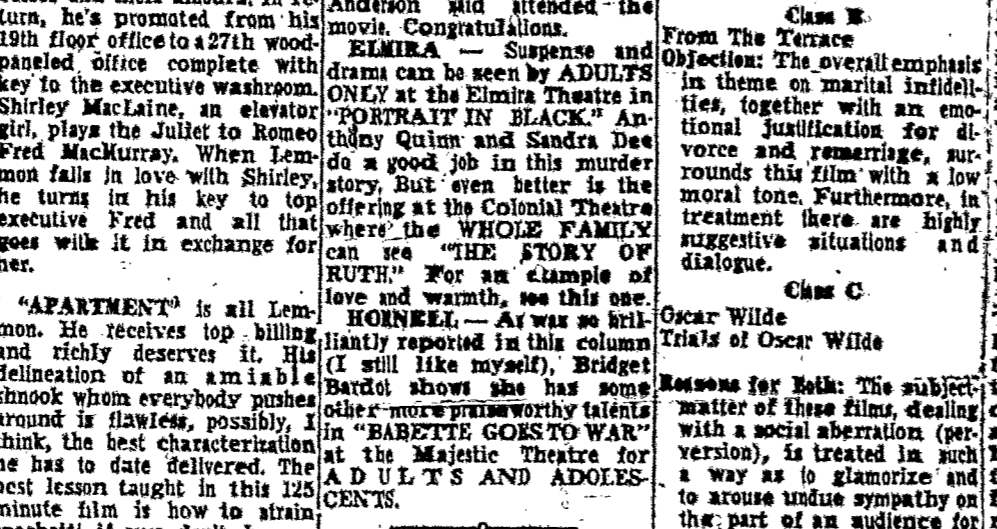 turn, he's promoted from his
19th floor office to a 27th wood-
paneled office complete with
key to the executive washroom.
Shirley MacLaine, an elevator
girl, plays the Juliet to Romeo
Fred MacMurray. When Lem-
mon falls in love with Shirley,
he turns in his key to top
executive Fred and all that
goes with it in exchange for
her.
"APARTMENT" is all Lem-
mon. He receives top billing
and richly deserves it. His
delineation of an amiable
shnook whom everybody pushes
around is flawless, possibly, I
think, the best characterization
he has to date delivered. The
best lesson taught in this 125
minute film is how to strain
Anderson and attended the
movie. Congratulations.
ELMIRA — Suspense and
drama can be seen by ADULTS
ONLY at the Elmira Theatre in
"PORTRAIT IN BLACK." An-
thony Quinn and Sandra Dee
do a good job in this murder
story. But even better is the
offering at the Colonial Theatre
where the WHOLE FAMILY
can see "THE STORY OF
RUTH." For an example of
love and warmth, see this one.
HORNELL — As was so bril-
liantly reported in this column
(I still like myself), Bridget
Bardot shows she has some
other more praiseworthy talents
in "BABETTE GOES TO WAR"
at the Majestic Theatre for
ADULTS AND ADOLES-
CENTS.
Class B
From The Terrace
Objection: The overall emphasis
in theme on marital infideli-
ties, together with an emo-
tional justification for di-
vorce and remarriage, sur-
rounds this film with a low
moral tone. Furthermore, in
treatment there are highly
suggestive situations and
dialogue.
Class C
Oscar Wilde
Trials of Oscar Wilde
Reasons for Both: The subject-
matter of these films, dealing
with a social aberration (per-
version), is treated in such
a way as to glamorize and
to arouse undue sympathy on
the part of an audience for